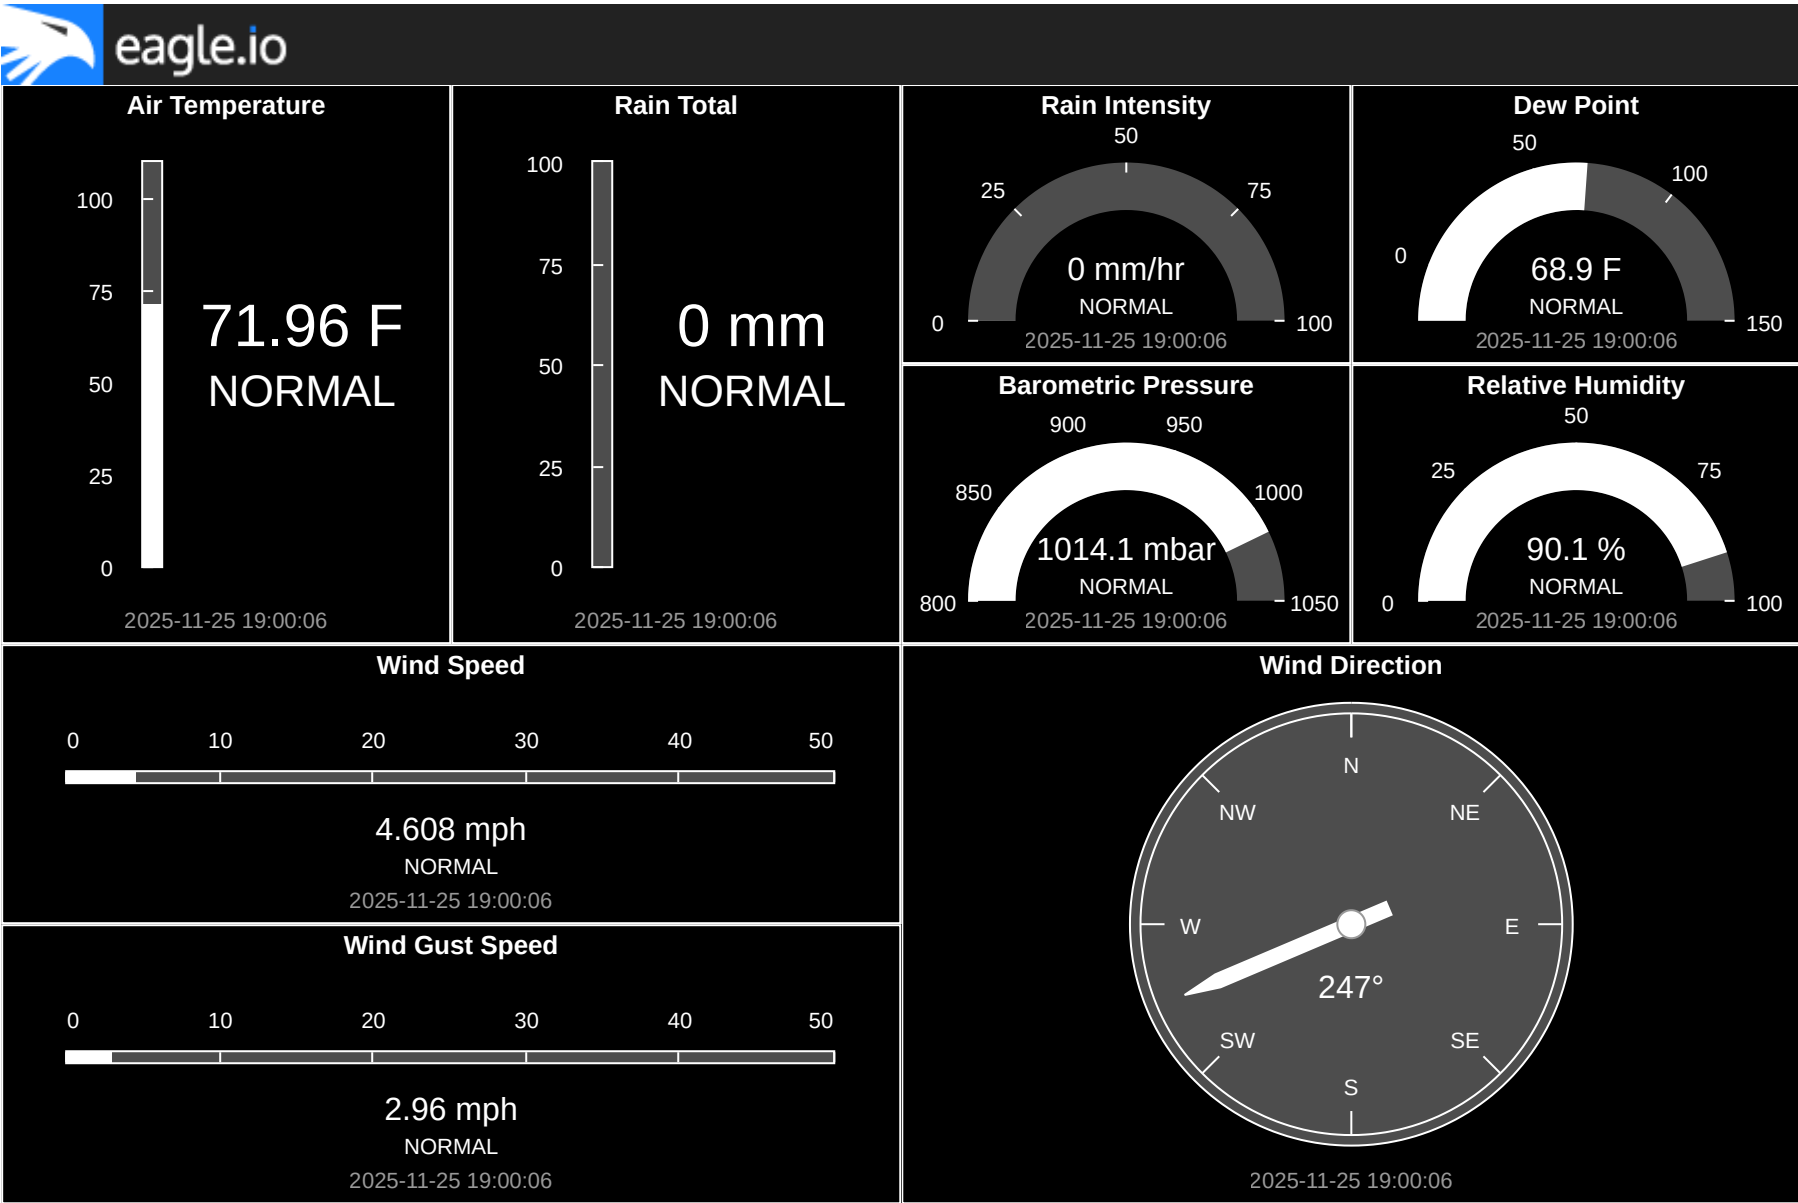 eagle.io
Air Temperature
100
75
50
25
0
71.96 F
NORMAL
2025-11-25 19:00:06
Rain Total
100
75
50
25
0
0 mm
NORMAL
2025-11-25 19:00:06
Rain Intensity
0
25
50
75
100
0 mm/hr
NORMAL
2025-11-25 19:00:06
Dew Point
0
50
100
150
68.9 F
NORMAL
2025-11-25 19:00:06
Barometric Pressure
800
850
900
950
1000
1050
1014.1 mbar
NORMAL
2025-11-25 19:00:06
Relative Humidity
0
25
50
75
100
90.1 %
NORMAL
2025-11-25 19:00:06
Wind Speed
0 10 20 30 40 50
4.608 mph
NORMAL
2025-11-25 19:00:06
Wind Gust Speed
0 10 20 30 40 50
2.96 mph
NORMAL
2025-11-25 19:00:06
Wind Direction
N
NW NE
W E
247°
SW SE
S
2025-11-25 19:00:06